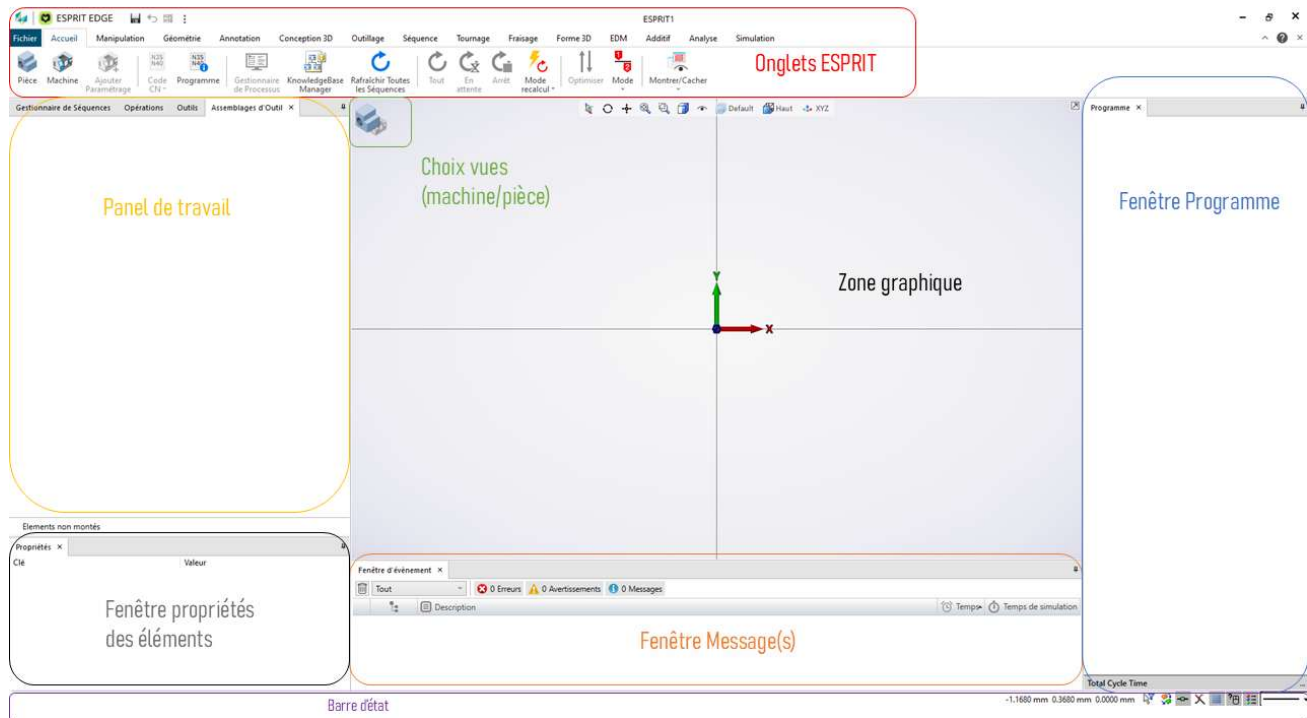 ESPRIT EDGE
ESPRIT1
Fichier Accueil Manipulation Géométrie Annotation Conception 3D Outillage Séquence Tournage Fraisage Forme 3D EDM Additif Analyse Simulation
Pièce Machine Ajouter Paramétrage Code CN Programme Gestionnaire de Processus KnowledgeBase Manager Rafraîchir Toutes les Séquences Tout En attente Arrêt Mode recalcul Optimiser Mode Montrer/Cacher
Onglets ESPRIT
Gestionnaire de Séquences Opérations Outils Assemblages d'Outil
Default Haut XYZ
Programme
Choix vues
(machine/pièce)
Panel de travail
Fenêtre Programme
Y
Zone graphique
X
Elements non montés
Propriétés
Clé Valeur
Fenêtre d'évènement
Tout 0 Erreurs 0 Avertissements 0 Messages
Description Temps Temps de simulation
Fenêtre propriétés
des éléments
Fenêtre Message(s)
Total Cycle Time
Barre d'état
-1.1680 mm 0.3680 mm 0.0000 mm